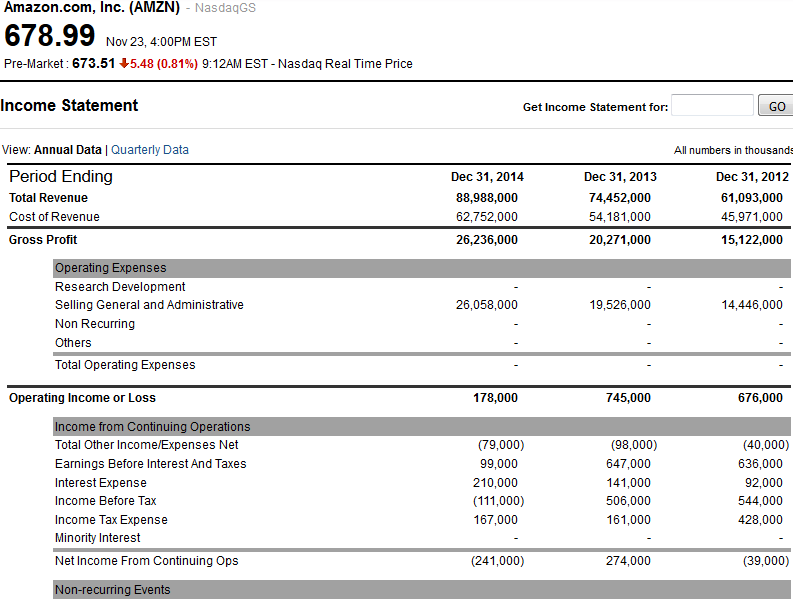 Amazon.com, Inc. (AMZN) - NasdaqGS
678.99 Nov 23, 4:00PM EST
Pre-Market : 673.51 5.48 (0.81%) 9:12AM EST - Nasdaq Real Time Price
Income Statement Get Income Statement for: GO
View: Annual Data | Quarterly Data All numbers in thousands
Period Ending Dec 31, 2014 Dec 31, 2013 Dec 31, 2012
Total Revenue 88,988,000 74,452,000 61,093,000
Cost of Revenue 62,752,000 54,181,000 45,971,000
Gross Profit 26,236,000 20,271,000 15,122,000
Operating Expenses
Research Development - - -
Selling General and Administrative 26,058,000 19,526,000 14,446,000
Non Recurring - - -
Others - - -
Total Operating Expenses - - -
Operating Income or Loss 178,000 745,000 676,000
Income from Continuing Operations
Total Other Income/Expenses Net (79,000) (98,000) (40,000)
Earnings Before Interest And Taxes 99,000 647,000 636,000
Interest Expense 210,000 141,000 92,000
Income Before Tax (111,000) 506,000 544,000
Income Tax Expense 167,000 161,000 428,000
Minority Interest - - -
Net Income From Continuing Ops (241,000) 274,000 (39,000)
Non-recurring Events